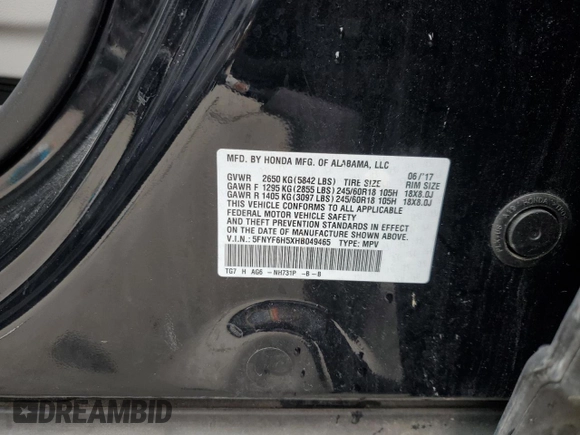 MFD. BY HONDA MFG. OF ALABAMA, LLC
GVWR 2650 KG (5842 LBS) TIRE SIZE 06/'17 RIM SIZE
GAWR F 1295 KG (2855 LBS) 245/60R18 105H 18X8.0J
GAWR R 1405 KG (3097 LBS) 245/60R18 105H 18X8.0J
THIS VEHICLE CONFORMS TO ALL APPLICABLE
FEDERAL MOTOR VEHICLE SAFETY
AND THEFT PREVENTION STANDARDS IN EFFECT
ON THE DATE OF MANUFACTURE SHOWN ABOVE.
V.I.N.: 5FNYF6H5XHB049465 TYPE: MPV
TG7 H AG6 -NH731P -B-B
DREAMBID